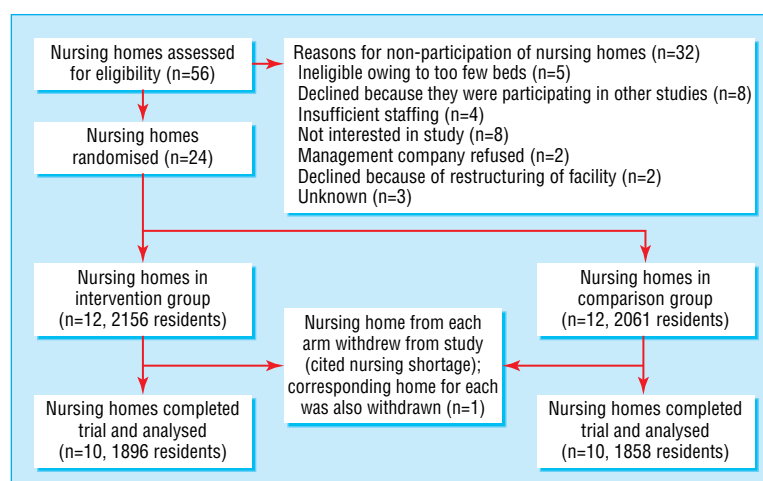 Nursing homes assessed
for eligibility (n=56)
Reasons for non-participation of nursing homes (n=32)
Ineligible owing to too few beds (n=5)
Declined because they were participating in other studies (n=8)
Insufficient staffing (n=4)
Not interested in study (n=8)
Management company refused (n=2)
Declined because of restructuring of facility (n=2)
Unknown (n=3)
Nursing homes
randomised (n=24)
Nursing homes in
intervention group
(n=12, 2156 residents)
Nursing homes in
comparison group
(n=12, 2061 residents)
Nursing home from each
arm withdrew from study
(cited nursing shortage);
corresponding home for each
was also withdrawn (n=1)
Nursing homes completed
trial and analysed
(n=10, 1896 residents)
Nursing homes completed
trial and analysed
(n=10, 1858 residents)